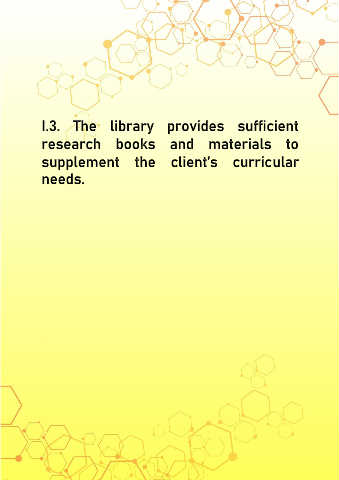 I.3. The library provides sufficient
research books and materials to
supplement the client's curricular
needs.